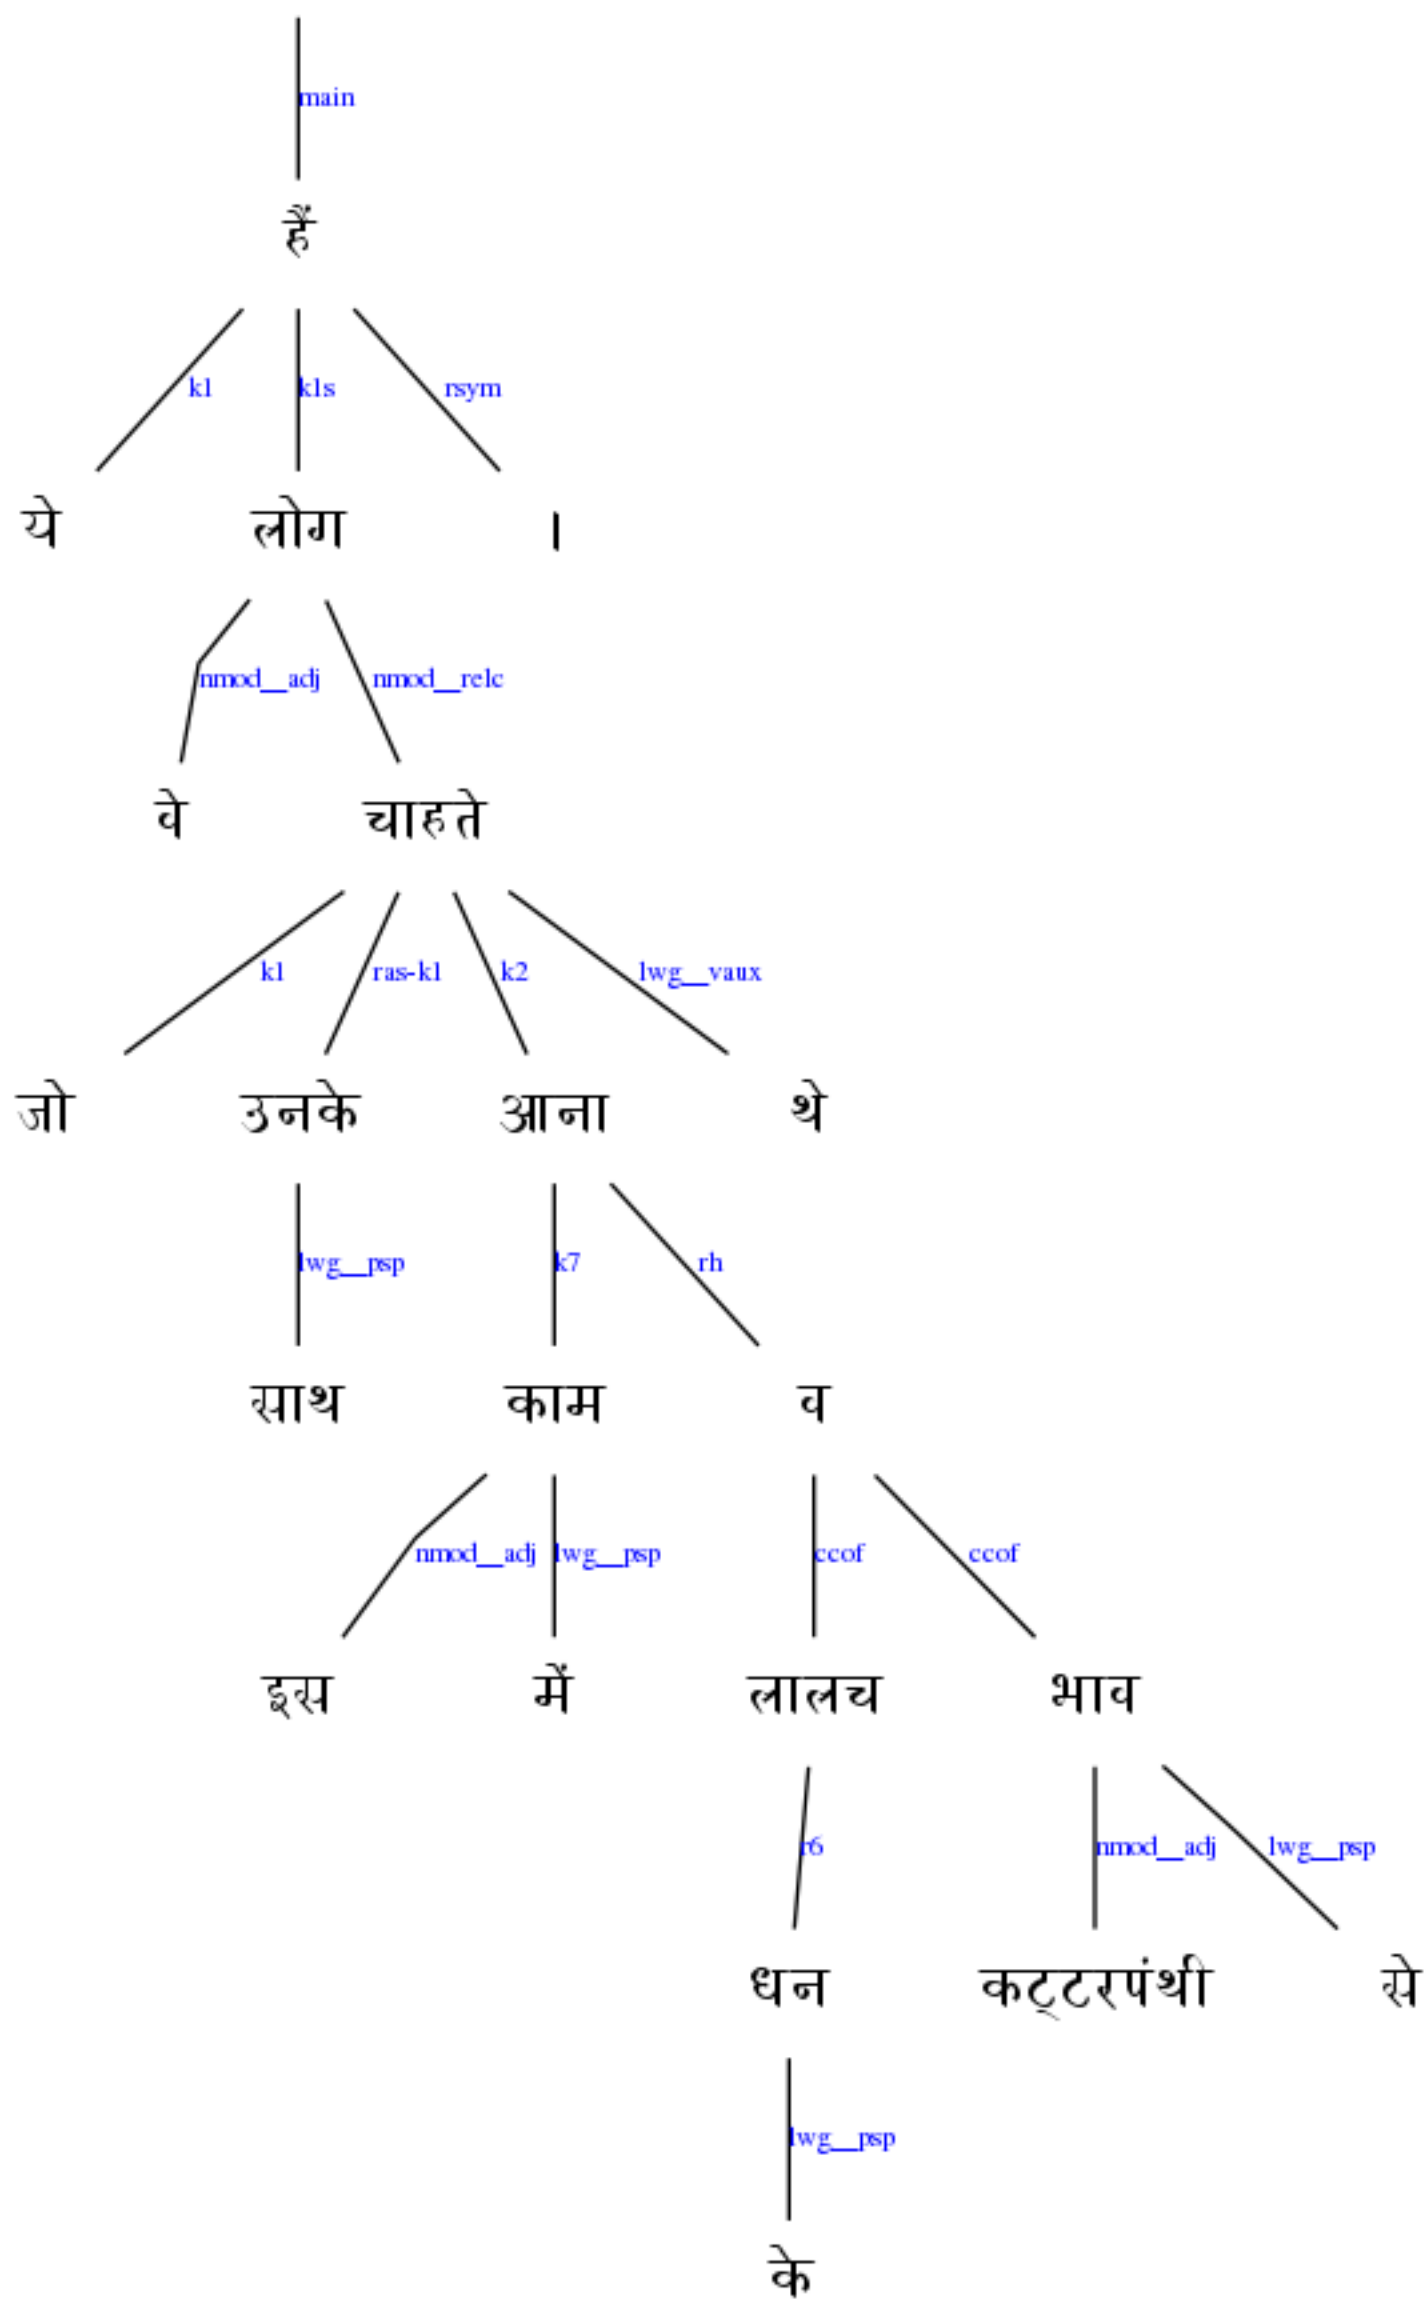 main
हैं
k1 k1s rsym
ये लोग ।
nmod__adj nmod__relc
वे चाहते
k1 ras-k1 k2 lwg__vaux
जो उनके आना थे
lwg__psp k7 rh
साथ काम व
nmod__adj lwg__psp ccof ccof
इस में लालच भाव
r6 nmod__adj lwg__psp
धन कट्टरपंथी से
lwg__psp
के